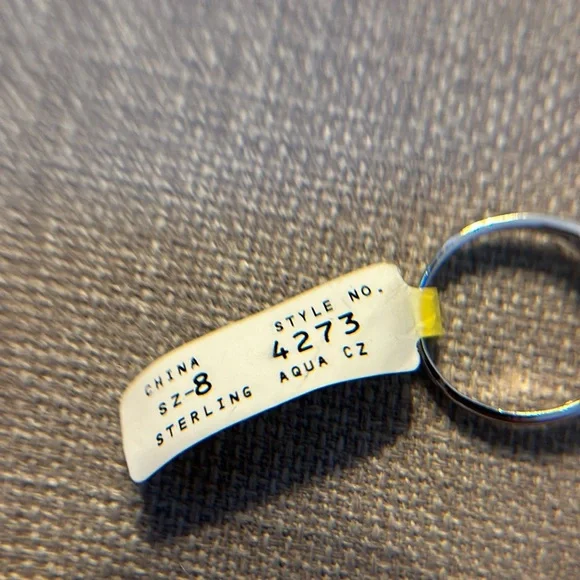 CHINA
SZ-8
STERLING
STYLE NO.
4273
AQUA CZ